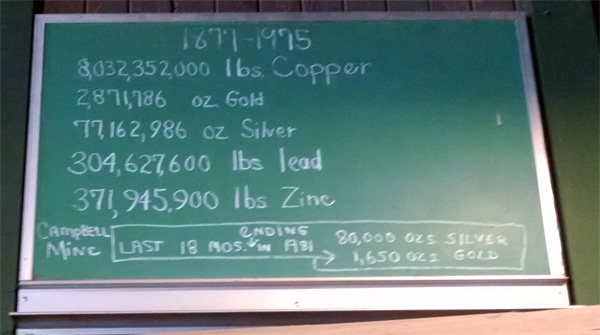 1877-1975
8,032,352,000 lbs. Copper
2,871,786 oz Gold
77,162,986 oz Silver
304,627,600 lbs lead
371,945,900 lbs Zinc
CAMPBELL MINE
LAST 18 MOS. ENDING IN 1981
80,000 OZS SILVER
1,650 OZS GOLD